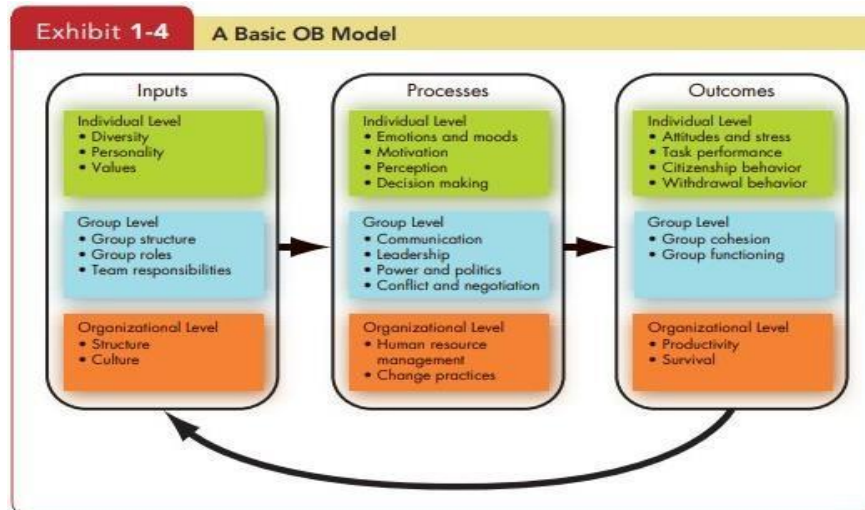 Exhibit 1-4
A Basic OB Model
Inputs
Individual Level
• Diversity
• Personality
• Values
Group Level
• Group structure
• Group roles
• Team responsibilities
Organizational Level
• Structure
• Culture
Processes
Individual Level
• Emotions and moods
• Motivation
• Perception
• Decision making
Group Level
• Communication
• Leadership
• Power and politics
• Conflict and negotiation
Organizational Level
• Human resource
management
• Change practices
Outcomes
Individual Level
• Attitudes and stress
• Task performance
• Citizenship behavior
• Withdrawal behavior
Group Level
• Group cohesion
• Group functioning
Organizational Level
• Productivity
• Survival